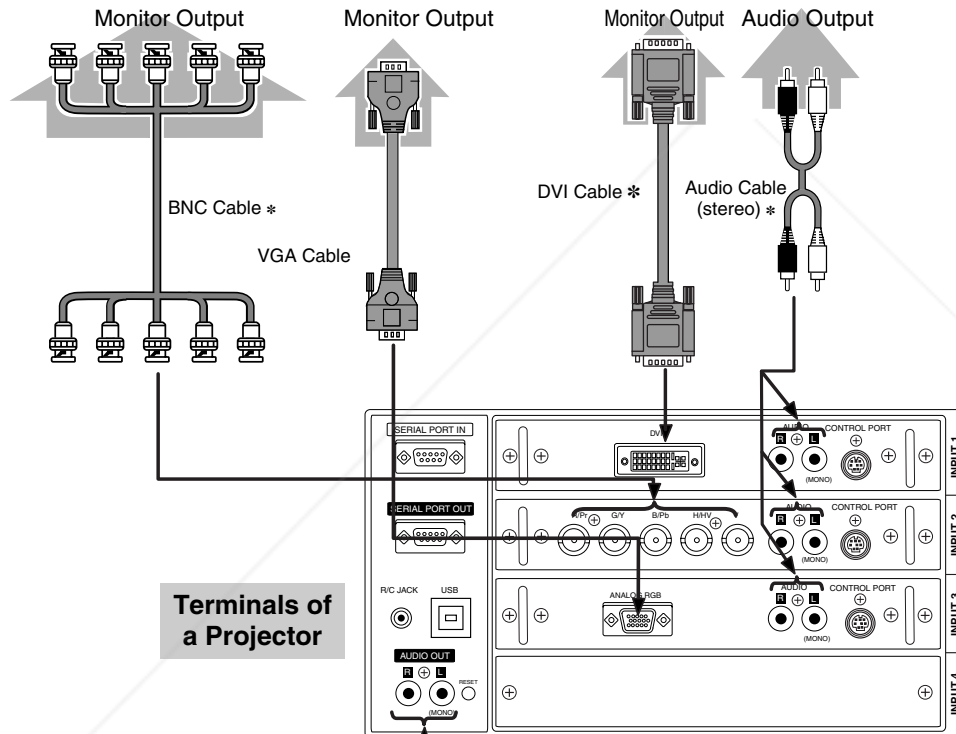 Monitor Output
Monitor Output
Monitor Output
Audio Output
BNC Cable *
VGA Cable
DVI Cable *
Audio Cable
(stereo) *
Terminals of
a Projector
SERIAL PORT IN
SERIAL PORT OUT
R/C JACK
USB
AUDIO OUT
R
L
(MONO)
RESET
DVI
AUDIO
R
L
(MONO)
CONTROL PORT
INPUT 1
R/Pr
G/Y
B/Pb
H/HV
AUDIO
R
L
(MONO)
CONTROL PORT
INPUT 2
ANALOG RGB
AUDIO
R
L
(MONO)
CONTROL PORT
INPUT 3
INPUT 4